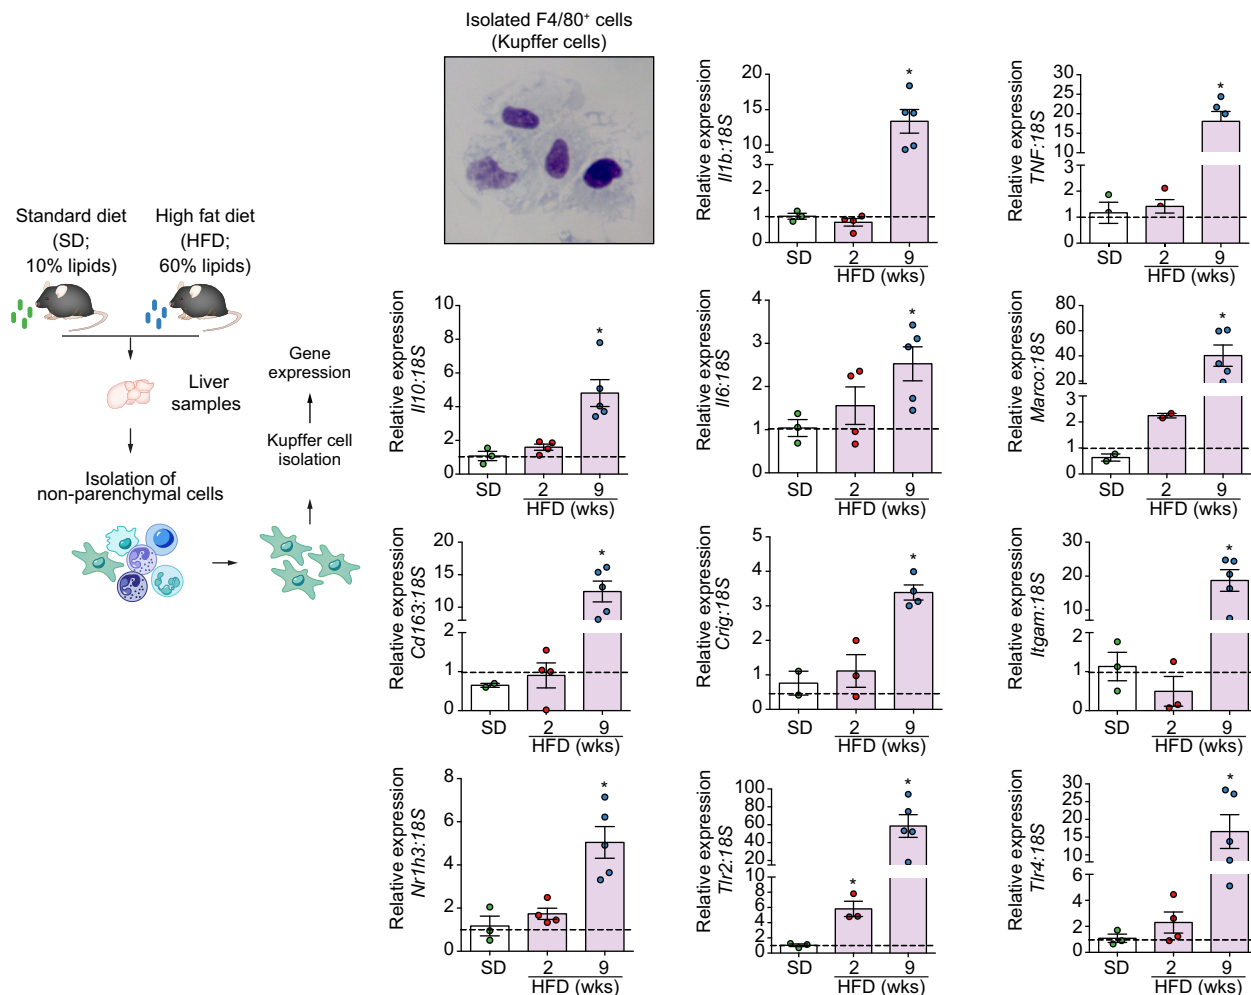 Isolated F4/80⁺ cells
(Kupffer cells)
Standard diet
(SD;
10% lipids)
High fat diet
(HFD;
60% lipids)
Liver
samples
Isolation of
non-parenchymal cells
Kupffer cell
isolation
Gene
expression
Relative expression
Il1b:18S
20
15
10
3
2
1
0
*
SD
2
9
HFD (wks)
Relative expression
TNF:18S
30
25
20
15
10
2
1
0
*
SD
2
9
HFD (wks)
Relative expression
Il10:18S
10
8
6
4
2
0
*
SD
2
9
HFD (wks)
Relative expression
Il6:18S
4
3
2
1
0
*
SD
2
9
HFD (wks)
Relative expression
Marco:18S
80
60
40
20
3
2
1
0
*
SD
2
9
HFD (wks)
Relative expression
Cd163:18S
20
15
10
5
2
1
0
*
SD
2
9
HFD (wks)
Relative expression
Crig:18S
5
4
3
2
1
0
*
SD
2
9
HFD (wks)
Relative expression
Itgam:18S
30
20
10
2
1
0
*
SD
2
9
HFD (wks)
Relative expression
Nr1h3:18S
8
6
4
2
0
*
SD
2
9
HFD (wks)
Relative expression
Tlr2:18S
100
80
60
40
20
8
6
4
2
1
0
*
*
SD
2
9
HFD (wks)
Relative expression
Tlr4:18S
30
25
20
15
10
6
4
2
1
0
*
SD
2
9
HFD (wks)